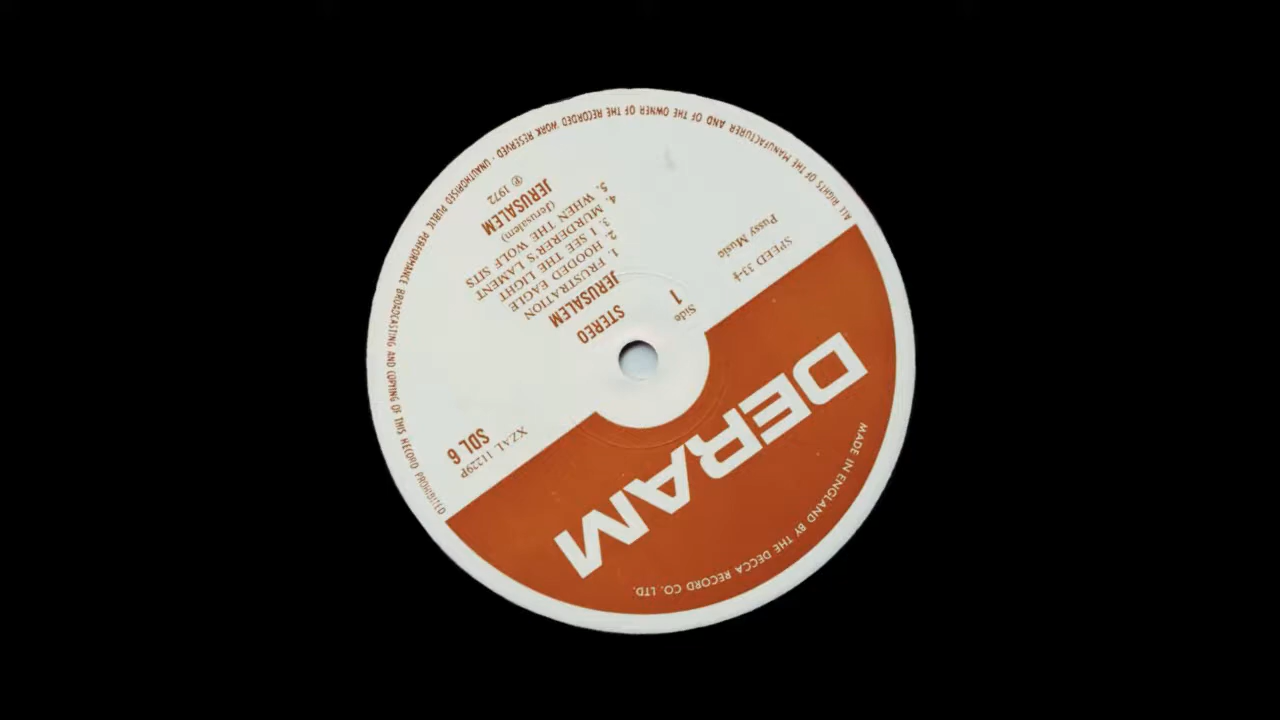 MADE IN ENGLAND BY THE DECCA RECORD CO. LTD.
DERAM
SPEED 33⅓
Pussy Music
XZAL 11229P
SDL 6
Side
1
STEREO
JERUSALEM
1. FRUSTRATION
2. HOODED EAGLE
3. I SEE THE LIGHT
4. MURDERER'S LAMENT
5. WHEN THE WOLF SITS
(Jerusalem)
JERUSALEM
℗ 1972
ALL RIGHTS OF THE MANUFACTURER AND OF THE OWNER OF THE RECORDED WORK RESERVED · UNAUTHORISED PUBLIC PERFORMANCE BROADCASTING AND COPYING OF THIS RECORD PROHIBITED